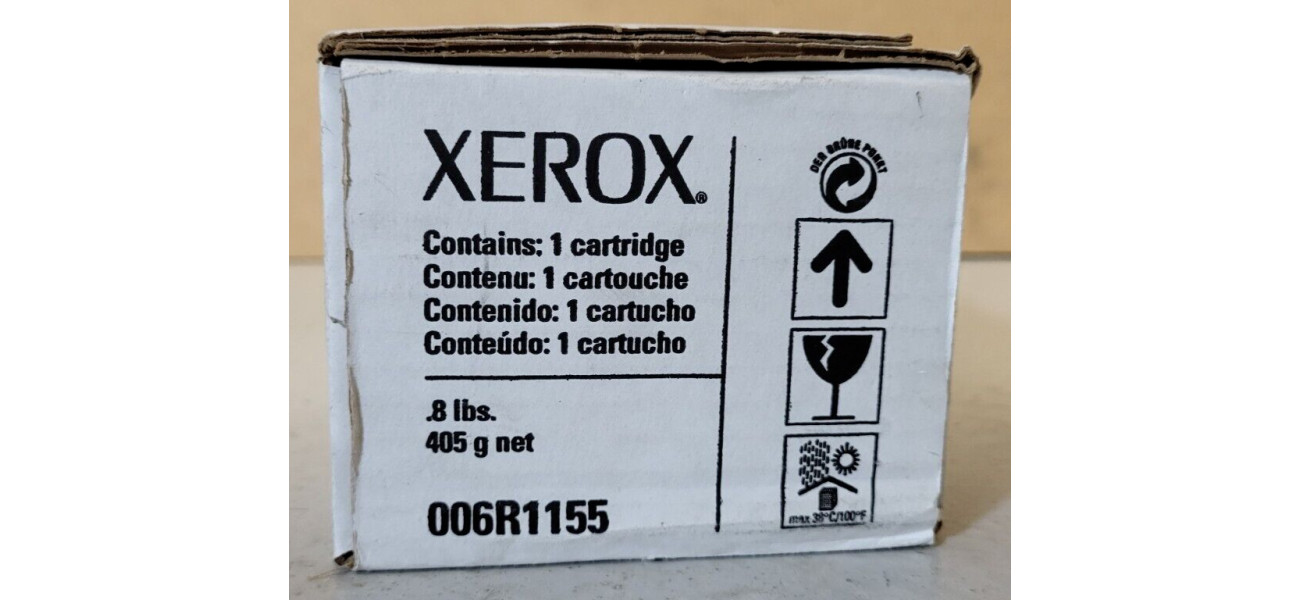 XEROX®
Contains: 1 cartridge
Contenu: 1 cartouche
Contenido: 1 cartucho
Conteúdo: 1 cartucho
.8 lbs.
405 g net
006R1155
DER GRÜNE PUNKT
max 38°C/100°F